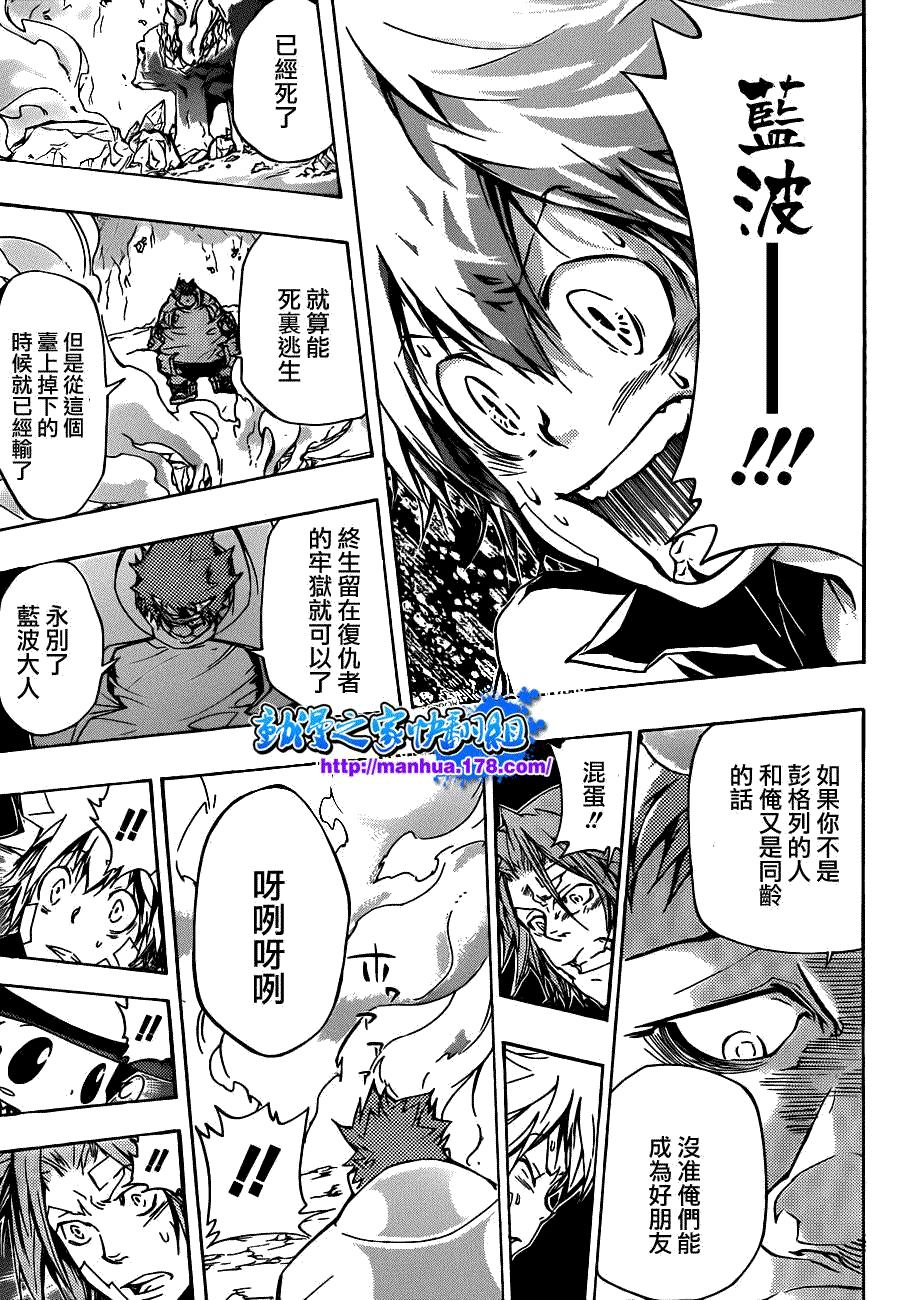 藍波——!!!
已經死了
就算能
死裏逃生
但是從這個
臺上掉下的
時候就已經輸了
終生留在復仇者
的牢獄就可以了
永別了
藍波大人
動漫之家快翻組
http://manhua.178.com/
如果你不是
彭格列的人
和俺又是同齡
的話
沒准俺們能
成為好朋友
混蛋!!
呀咧呀咧
ホ
!!
!!
!!
!!